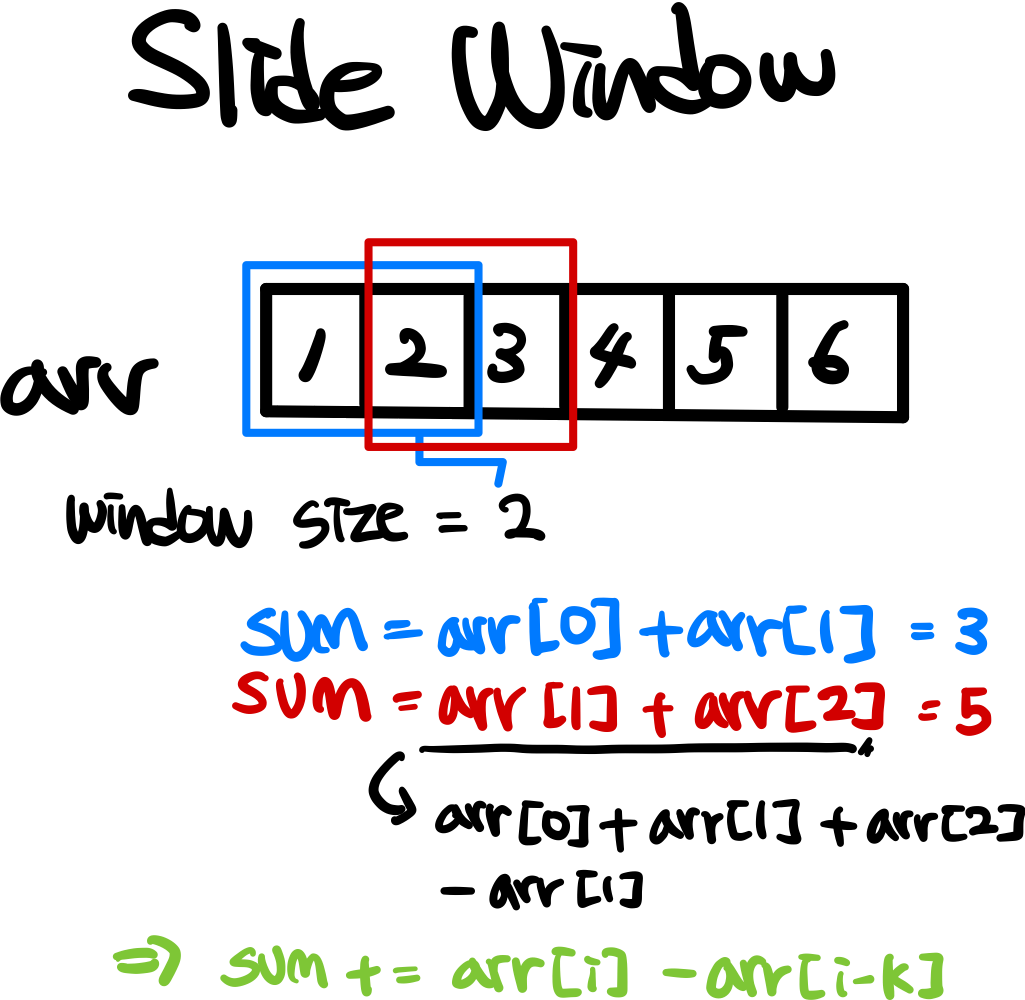 Slide Window
arr 1 2 3 4 5 6
window size = 2
sum = arr[0] + arr[1] = 3
sum = arr[1] + arr[2] = 5
arr[0] + arr[1] + arr[2]
- arr[1]
⇒ sum += arr[i] - arr[i-k]